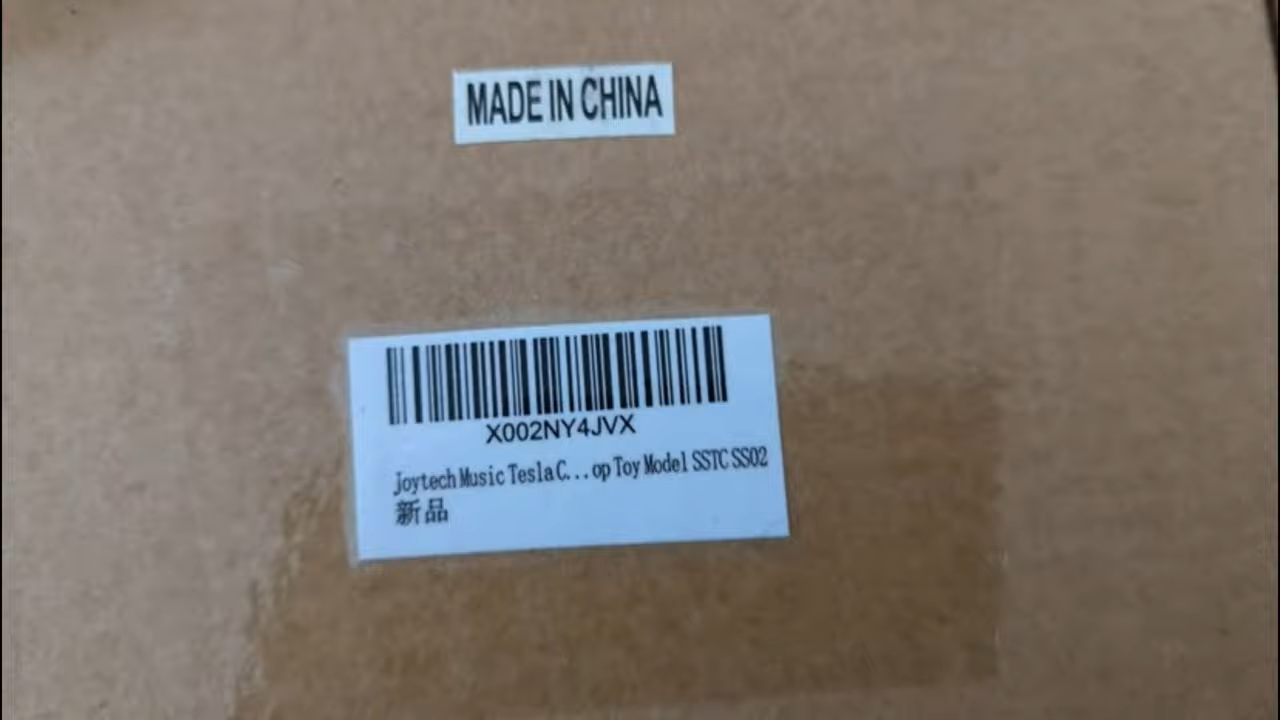 MADE IN CHINA
X002NY4JVX
Joytech Music Tesla C...op Toy Model SSTC SS02
新品